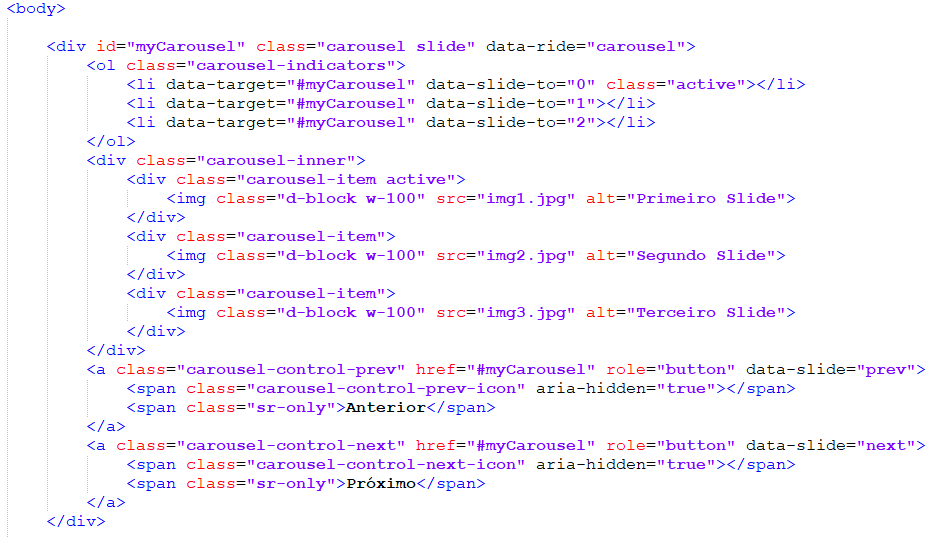 <body>
<div id="myCarousel" class="carousel slide" data-ride="carousel">
<ol class="carousel-indicators">
<li data-target="#myCarousel" data-slide-to="0" class="active"></li>
<li data-target="#myCarousel" data-slide-to="1"></li>
<li data-target="#myCarousel" data-slide-to="2"></li>
</ol>
<div class="carousel-inner">
<div class="carousel-item active">
<img class="d-block w-100" src="img1.jpg" alt="Primeiro Slide">
</div>
<div class="carousel-item">
<img class="d-block w-100" src="img2.jpg" alt="Segundo Slide">
</div>
<div class="carousel-item">
<img class="d-block w-100" src="img3.jpg" alt="Terceiro Slide">
</div>
</div>
<a class="carousel-control-prev" href="#myCarousel" role="button" data-slide="prev">
<span class="carousel-control-prev-icon" aria-hidden="true"></span>
<span class="sr-only">Anterior</span>
</a>
<a class="carousel-control-next" href="#myCarousel" role="button" data-slide="next">
<span class="carousel-control-next-icon" aria-hidden="true"></span>
<span class="sr-only">Próximo</span>
</a>
</div>